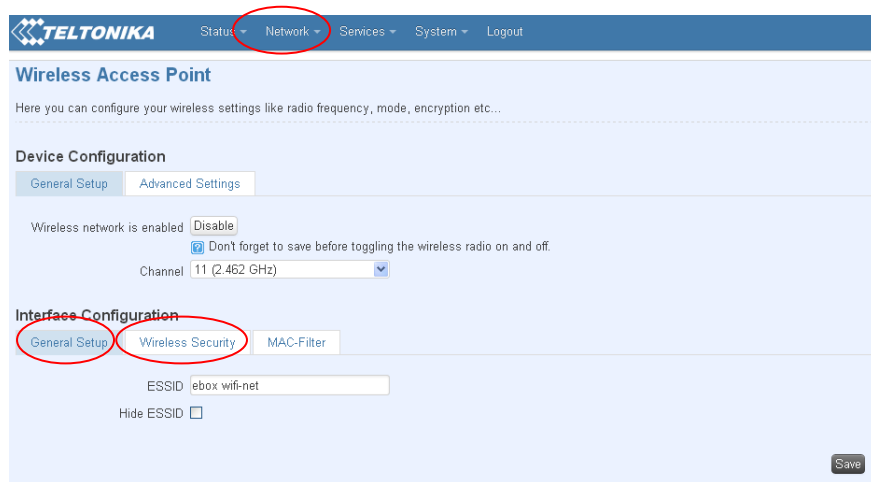 TELTONIKA Status Network Services System Logout
Wireless Access Point
Here you can configure your wireless settings like radio frequency, mode, encryption etc...
Device Configuration
General Setup Advanced Settings
Wireless network is enabled Disable
Don't forget to save before toggling the wireless radio on and off.
Channel 11 (2.462 GHz)
Interface Configuration
General Setup Wireless Security MAC-Filter
ESSID ebox wifi-net
Hide ESSID
Save